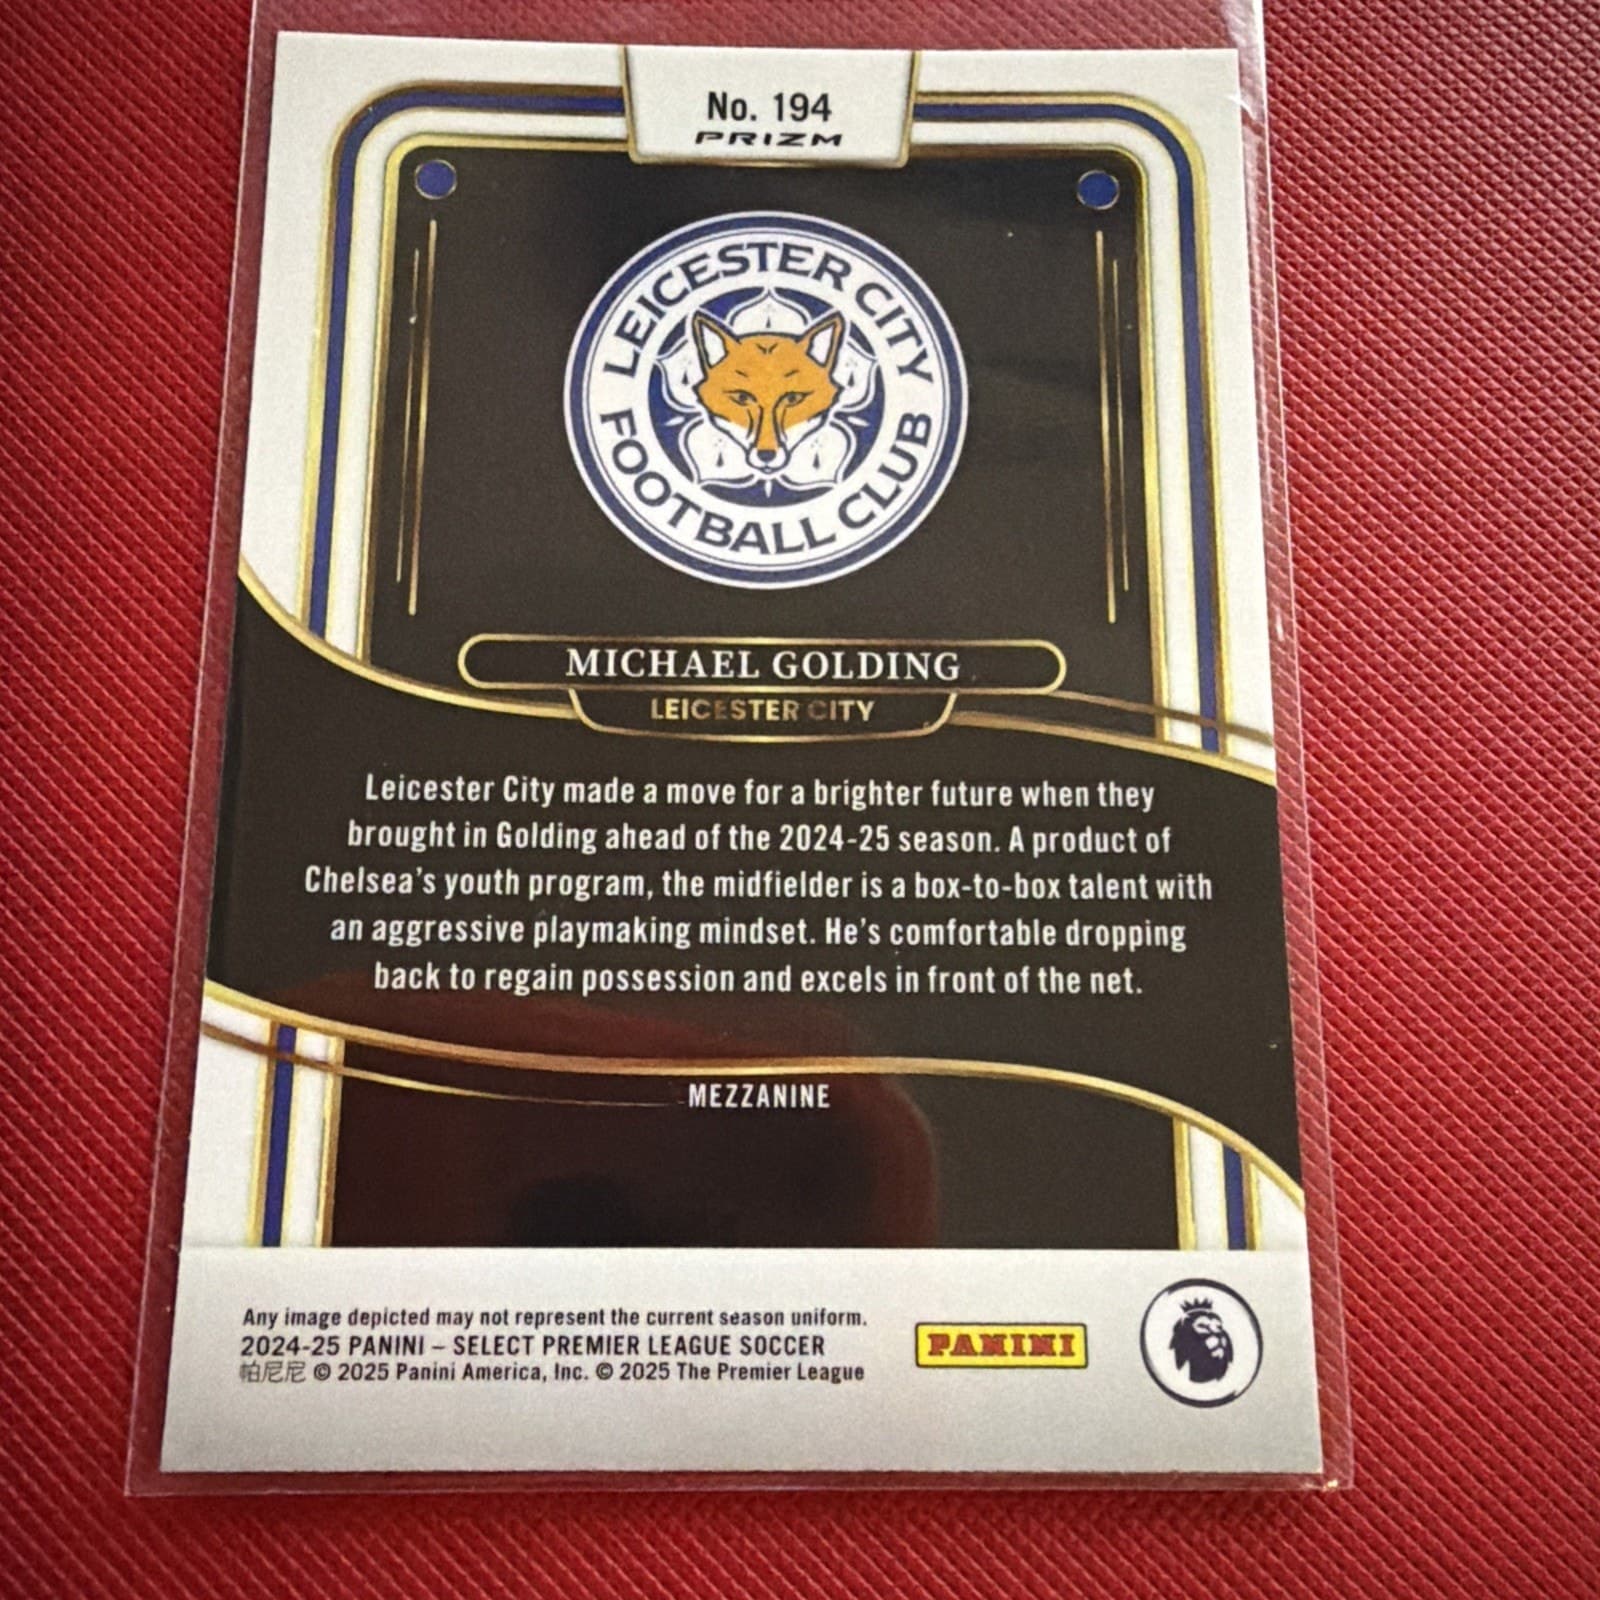 No. 194
PRIZM
LEICESTER CITY
FOOTBALL CLUB
MICHAEL GOLDING
LEICESTER CITY
Leicester City made a move for a brighter future when they
brought in Golding ahead of the 2024-25 season. A product of
Chelsea's youth program, the midfielder is a box-to-box talent with
an aggressive playmaking mindset. He's comfortable dropping
back to regain possession and excels in front of the net.
MEZZANINE
Any image depicted may not represent the current season uniform.
2024-25 PANINI – SELECT PREMIER LEAGUE SOCCER
帕尼尼 © 2025 Panini America, Inc. © 2025 The Premier League
PANINI